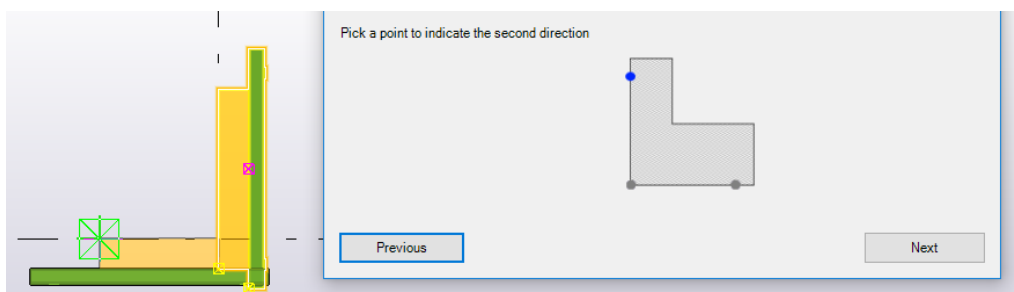 Pick a point to indicate the second direction
Previous
Next